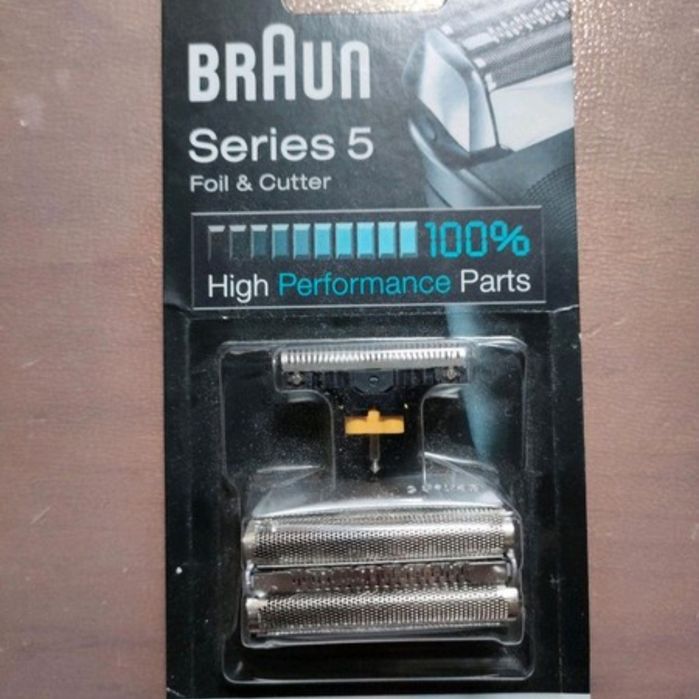 BRAUN
Series 5
Foil & Cutter
100%
High Performance Parts